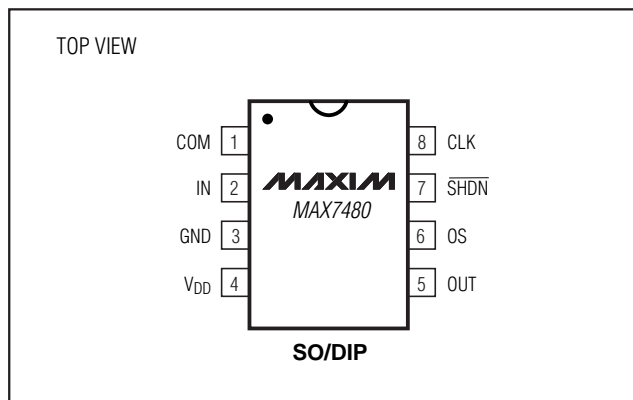 TOP VIEW
COM 1
8 CLK
IN 2
MAXIM
7 SHDN
MAX7480
GND 3
6 OS
VDD 4
5 OUT
SO/DIP